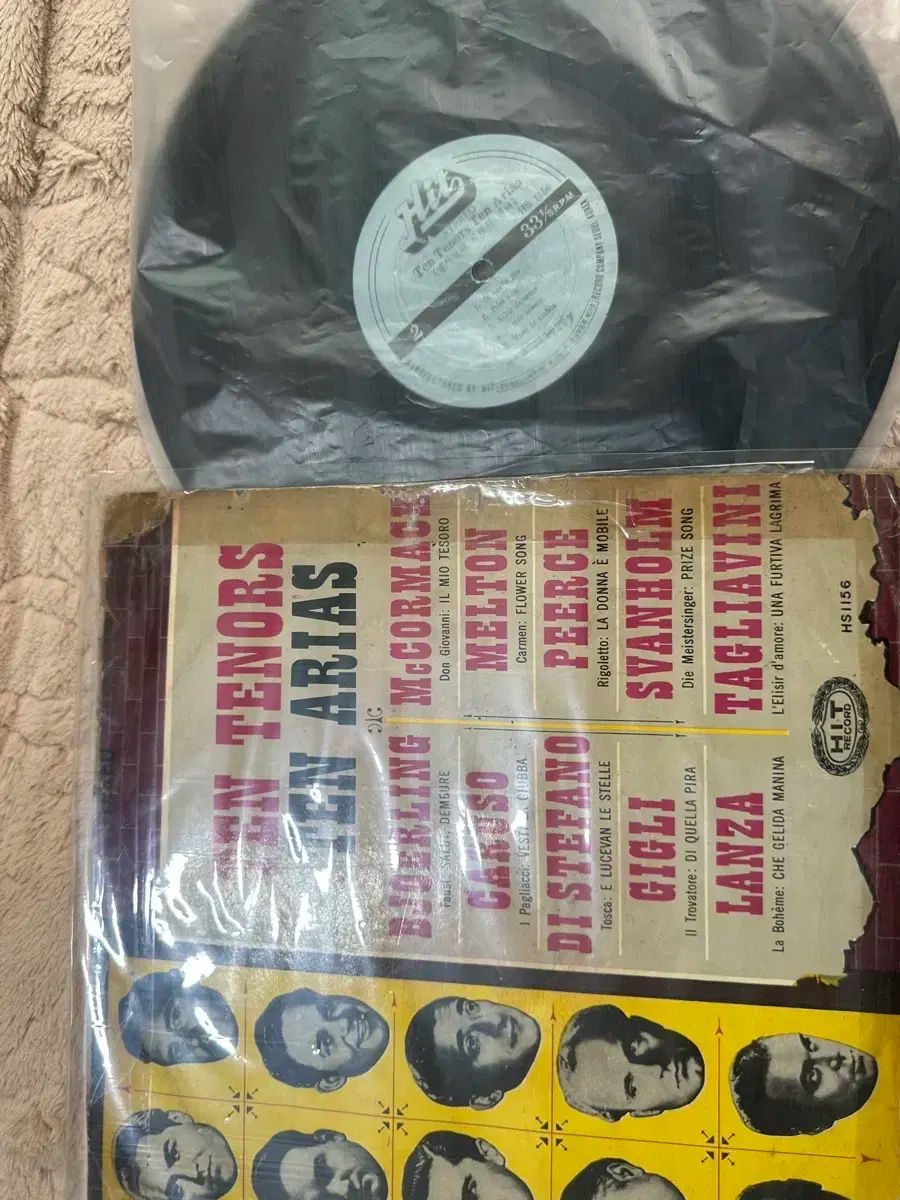 Hit
STEREO
Ten Tenors Ten Arias
2
33⅓ R.P.M.
TEN TENORS
TEN ARIAS
BJOERLING
Faust: SALUT, DEMEURE
CARUSO
I Pagliacci: VESTI LA GIUBBA
DI STEFANO
Tosca: E LUCEVAN LE STELLE
GIGLI
Il Trovatore: DI QUELLA PIRA
LANZA
La Bohème: CHE GELIDA MANINA
McCORMACK
Don Giovanni: IL MIO TESORO
MELTON
Carmen: FLOWER SONG
PEERCE
Rigoletto: LA DONNA È MOBILE
SVANHOLM
Die Meistersinger: PRIZE SONG
TAGLIAVINI
L'Elisir d'amore: UNA FURTIVA LAGRIMA
HIT
RECORD
HS1156